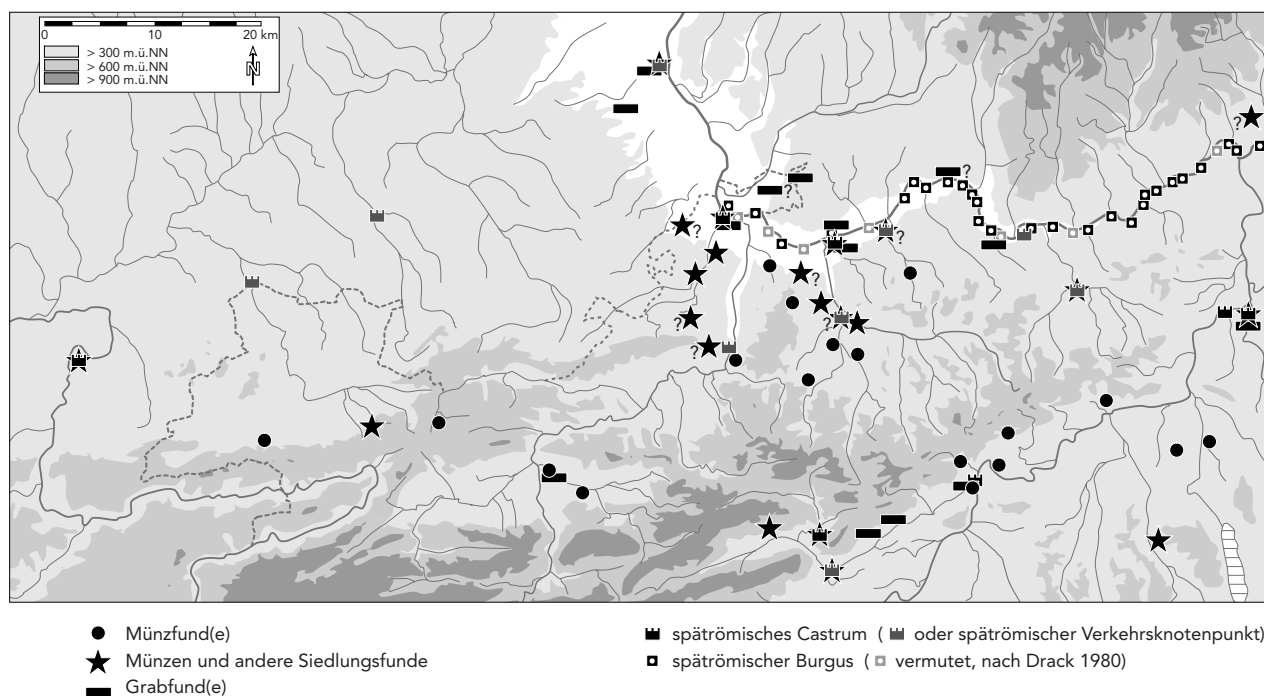 0 10 20 km
> 300 m.ü.NN
> 600 m.ü.NN
> 900 m.ü.NN
N
?
?
?
?
?
?
?
?
?
?
Münzfund(e)
Münzen und andere Siedlungsfunde
Grabfund(e)
spätrömisches Castrum ( oder spätrömischer Verkehrsknotenpunkt)
spätrömischer Burgus ( vermutet, nach Drack 1980)